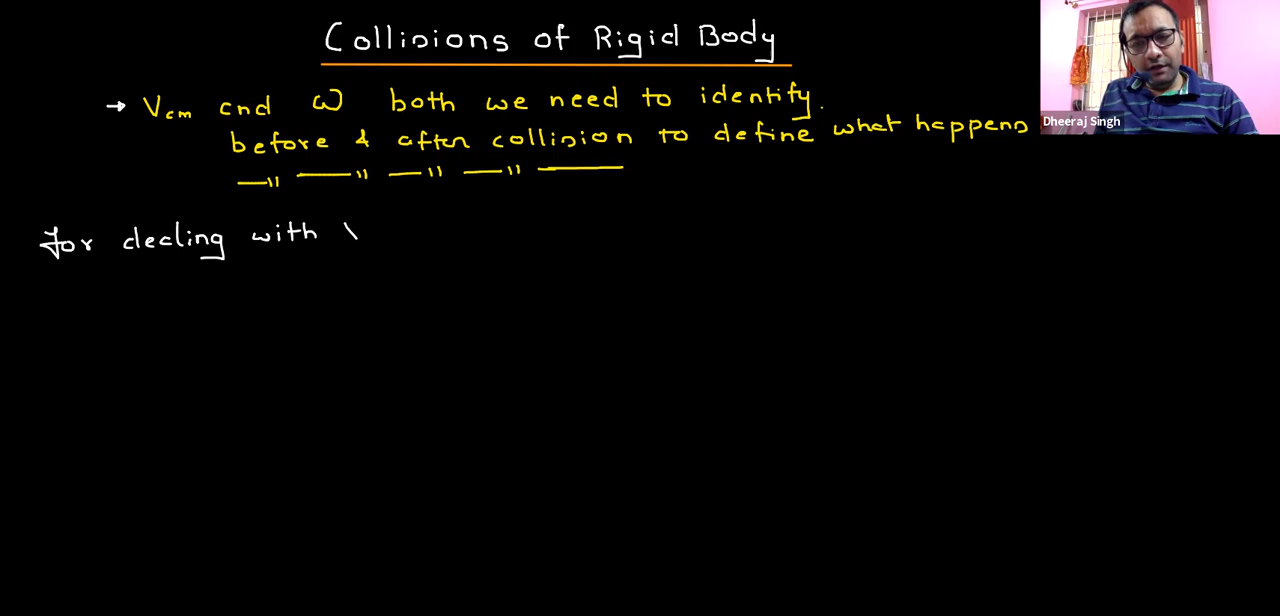 Collisions of Rigid Body
→ Vcm and ω both we need to identify.
before & after collision to define what happens
—〃 —〃 —〃 —〃 —
for dealing with \
Dheeraj Singh